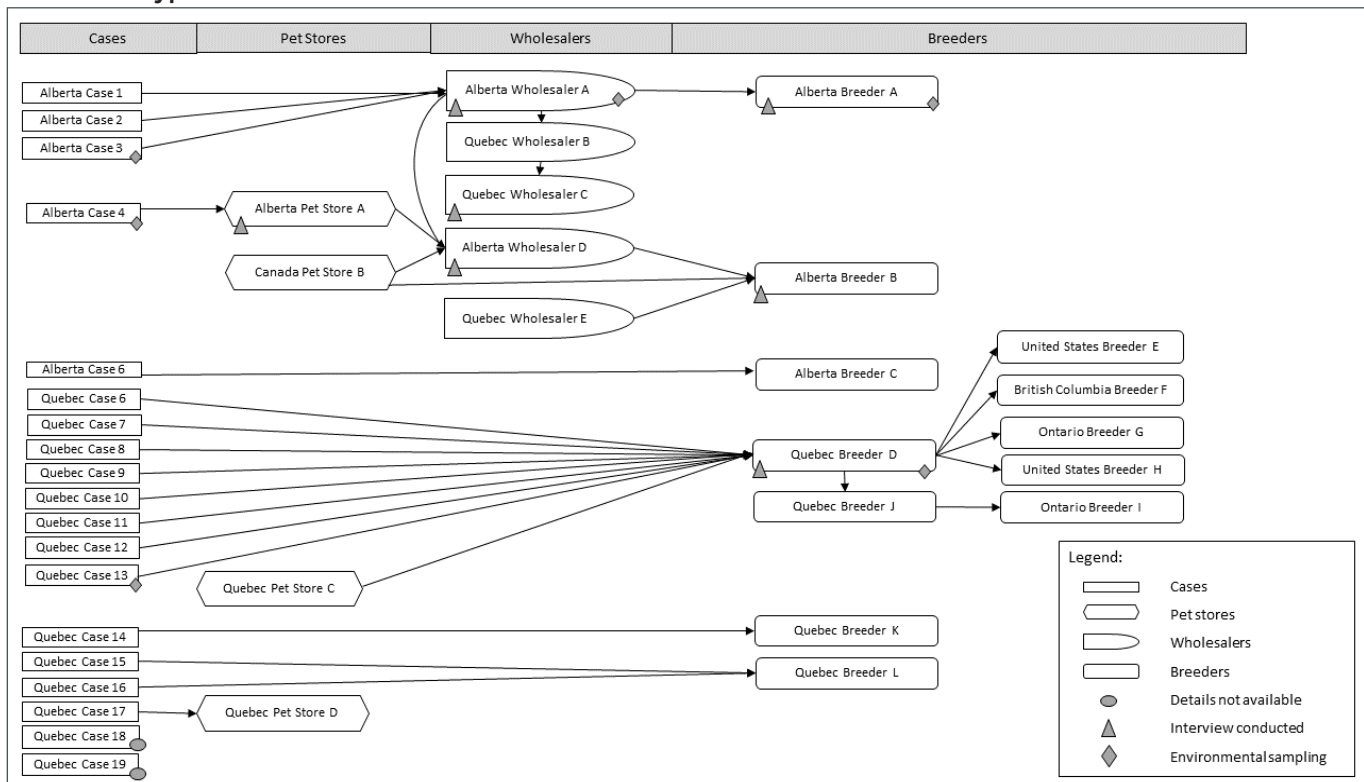 Cases
Pet Stores
Wholesalers
Breeders
Alberta Case 1
Alberta Case 2
Alberta Case 3
Alberta Case 4
Alberta Pet Store A
Canada Pet Store B
Alberta Wholesaler A
Quebec Wholesaler B
Quebec Wholesaler C
Alberta Wholesaler D
Quebec Wholesaler E
Alberta Breeder A
Alberta Breeder B
Alberta Case 6
Quebec Case 6
Quebec Case 7
Quebec Case 8
Quebec Case 9
Quebec Case 10
Quebec Case 11
Quebec Case 12
Quebec Case 13
Quebec Pet Store C
Alberta Breeder C
Quebec Breeder D
Quebec Breeder J
United States Breeder E
British Columbia Breeder F
Ontario Breeder G
United States Breeder H
Ontario Breeder I
Quebec Case 14
Quebec Case 15
Quebec Case 16
Quebec Case 17
Quebec Case 18
Quebec Case 19
Quebec Pet Store D
Quebec Breeder K
Quebec Breeder L
Legend:
Cases
Pet stores
Wholesalers
Breeders
Details not available
Interview conducted
Environmental sampling